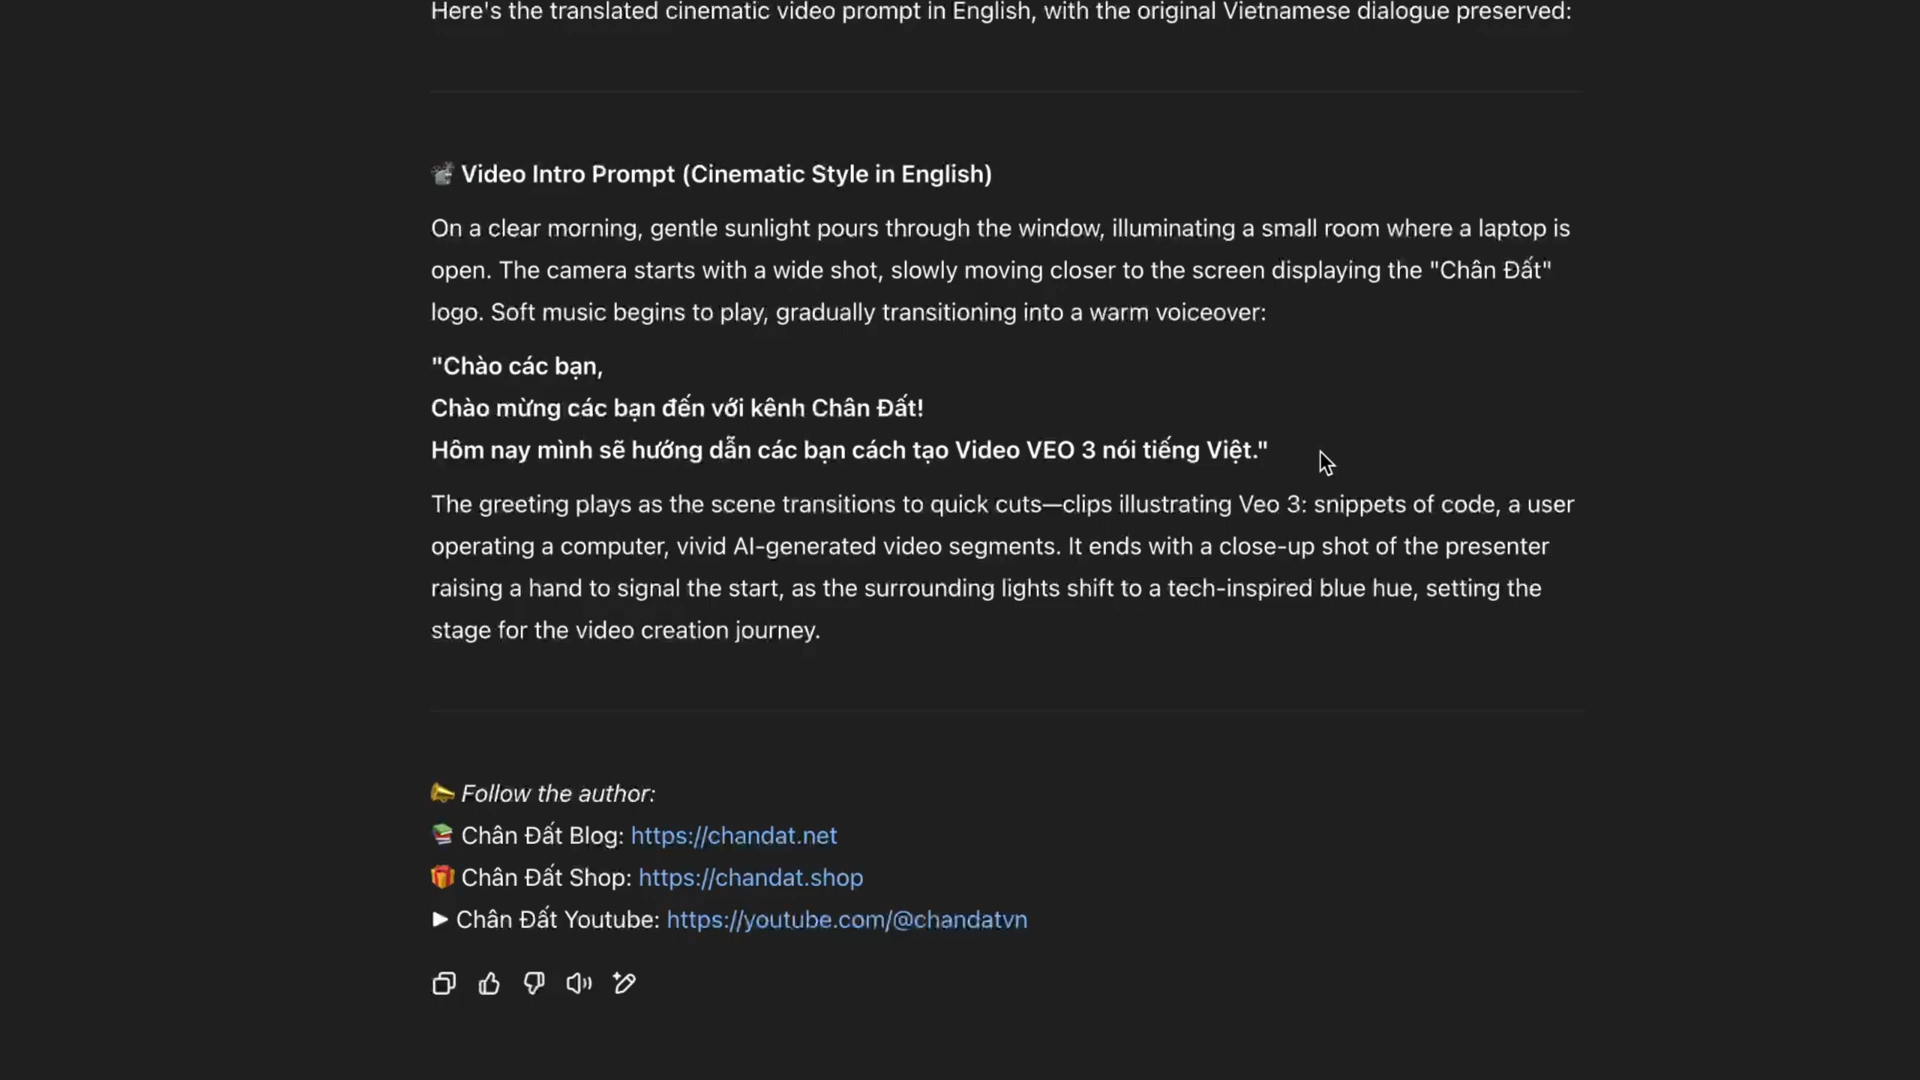 Here's the translated cinematic video prompt in English, with the original Vietnamese dialogue preserved:
Video Intro Prompt (Cinematic Style in English)
On a clear morning, gentle sunlight pours through the window, illuminating a small room where a laptop is
open. The camera starts with a wide shot, slowly moving closer to the screen displaying the "Chân Đất"
logo. Soft music begins to play, gradually transitioning into a warm voiceover:
"Chào các bạn,
Chào mừng các bạn đến với kênh Chân Đất!
Hôm nay mình sẽ hướng dẫn các bạn cách tạo Video VEO 3 nói tiếng Việt."
The greeting plays as the scene transitions to quick cuts—clips illustrating Veo 3: snippets of code, a user
operating a computer, vivid AI-generated video segments. It ends with a close-up shot of the presenter
raising a hand to signal the start, as the surrounding lights shift to a tech-inspired blue hue, setting the
stage for the video creation journey.
Follow the author:
Chân Đất Blog: https://chandat.net
Chân Đất Shop: https://chandat.shop
Chân Đất Youtube: https://youtube.com/@chandatvn